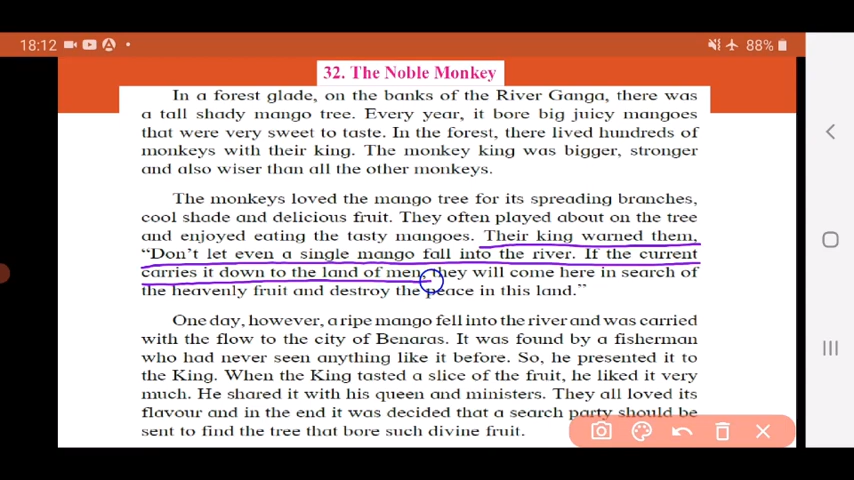 18:12
88%
32. The Noble Monkey
In a forest glade, on the banks of the River Ganga, there was
a tall shady mango tree. Every year, it bore big juicy mangoes
that were very sweet to taste. In the forest, there lived hundreds of
monkeys with their king. The monkey king was bigger, stronger
and also wiser than all the other monkeys.
The monkeys loved the mango tree for its spreading branches,
cool shade and delicious fruit. They often played about on the tree
and enjoyed eating the tasty mangoes. Their king warned them,
“Don’t let even a single mango fall into the river. If the current
carries it down to the land of men, they will come here in search of
the heavenly fruit and destroy the peace in this land.”
One day, however, a ripe mango fell into the river and was carried
with the flow to the city of Benaras. It was found by a fisherman
who had never seen anything like it before. So, he presented it to
the King. When the King tasted a slice of the fruit, he liked it very
much. He shared it with his queen and ministers. They all loved its
flavour and in the end it was decided that a search party should be
sent to find the tree that bore such divine fruit.